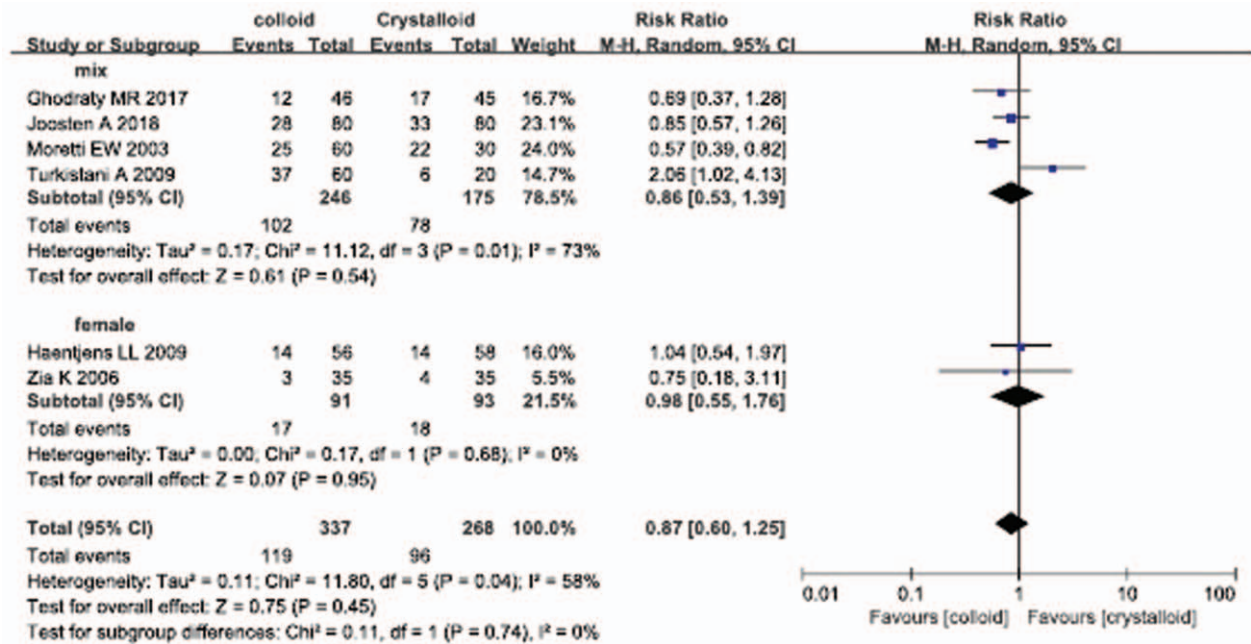 colloid Crystalloid Risk Ratio Risk Ratio
Study or Subgroup Events Total Events Total Weight M-H, Random, 95% CI M-H, Random, 95% CI
mix
Ghodraty MR 2017 12 46 17 45 16.7% 0.69 [0.37, 1.28]
Joosten A 2018 28 80 33 80 23.1% 0.85 [0.57, 1.26]
Moretti EW 2003 25 60 22 30 24.0% 0.57 [0.39, 0.82]
Turkistani A 2009 37 60 6 20 14.7% 2.06 [1.02, 4.13]
Subtotal (95% CI) 246 175 78.5% 0.86 [0.53, 1.39]
Total events 102 78
Heterogeneity: Tau² = 0.17; Chi² = 11.12, df = 3 (P = 0.01); I² = 73%
Test for overall effect: Z = 0.61 (P = 0.54)
female
Haentjens LL 2009 14 56 14 58 16.0% 1.04 [0.54, 1.97]
Zia K 2006 3 35 4 35 5.5% 0.75 [0.18, 3.11]
Subtotal (95% CI) 91 93 21.5% 0.98 [0.55, 1.76]
Total events 17 18
Heterogeneity: Tau² = 0.00; Chi² = 0.17, df = 1 (P = 0.68); I² = 0%
Test for overall effect: Z = 0.07 (P = 0.95)
Total (95% CI) 337 268 100.0% 0.87 [0.60, 1.25]
Total events 119 96
Heterogeneity: Tau² = 0.11; Chi² = 11.80, df = 5 (P = 0.04); I² = 58%
Test for overall effect: Z = 0.75 (P = 0.45)
Test for subgroup differences: Chi² = 0.11, df = 1 (P = 0.74), I² = 0%
0.01 0.1 1 10 100
Favours [colloid] Favours [crystalloid]